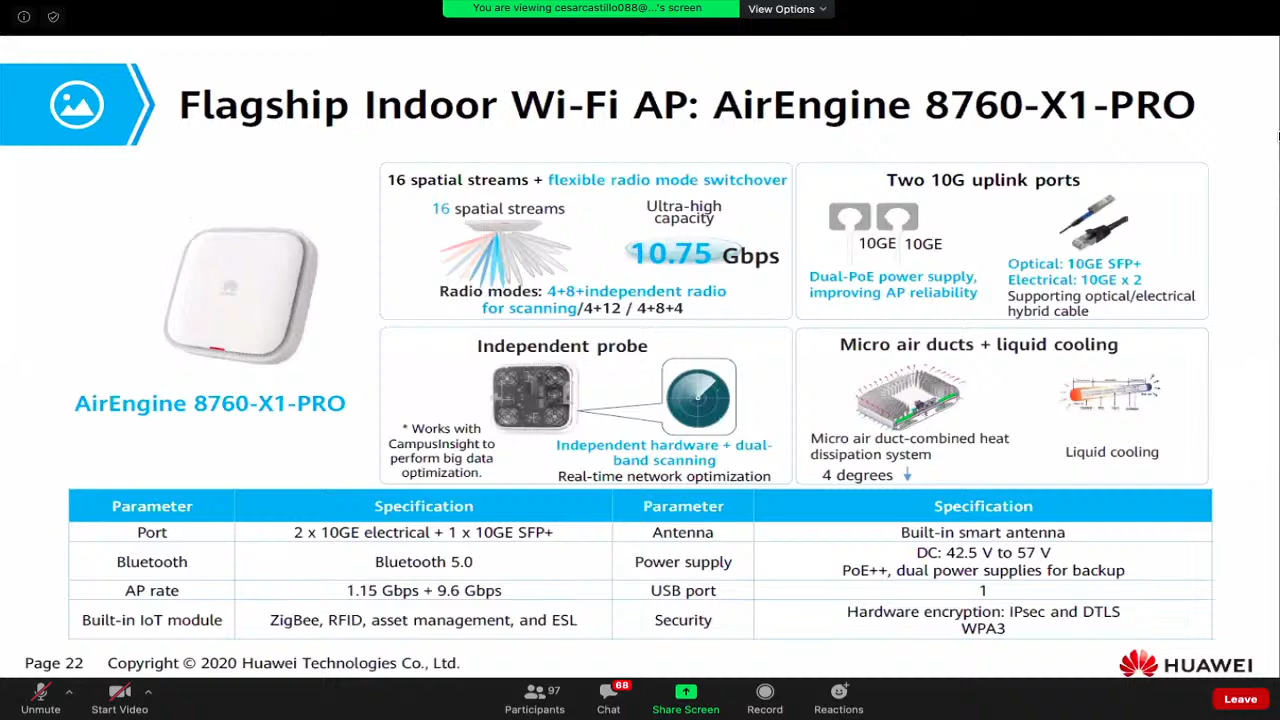 You are viewing cesarcastillo088@...'s screen
View Options
Flagship Indoor Wi-Fi AP: AirEngine 8760-X1-PRO
AirEngine 8760-X1-PRO
16 spatial streams + flexible radio mode switchover
16 spatial streams
Ultra-high
capacity
10.75 Gbps
Radio modes: 4+8+independent radio
for scanning/4+12 / 4+8+4
Two 10G uplink ports
10GE 10GE
Dual-PoE power supply,
improving AP reliability
Optical: 10GE SFP+
Electrical: 10GE x 2
Supporting optical/electrical
hybrid cable
Independent probe
* Works with
CampusInsight to
perform big data
optimization.
Independent hardware + dual-
band scanning
Real-time network optimization
Micro air ducts + liquid cooling
Micro air duct-combined heat
dissipation system
4 degrees
Liquid cooling
Parameter Specification Parameter Specification
Port 2 x 10GE electrical + 1 x 10GE SFP+ Antenna Built-in smart antenna
Bluetooth Bluetooth 5.0 Power supply DC: 42.5 V to 57 V
PoE++, dual power supplies for backup
AP rate 1.15 Gbps + 9.6 Gbps USB port 1
Built-in IoT module ZigBee, RFID, asset management, and ESL Security Hardware encryption: IPsec and DTLS
WPA3
Page 22 Copyright © 2020 Huawei Technologies Co., Ltd.
HUAWEI
97
68
Unmute Start Video Participants Chat Share Screen Record Reactions Leave